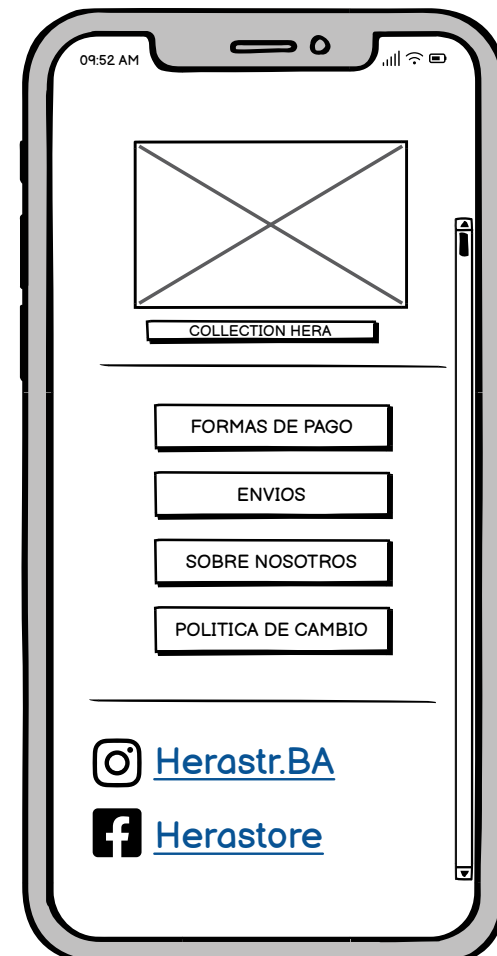 09:52 AM
COLLECTION HERA
FORMAS DE PAGO
ENVIOS
SOBRE NOSOTROS
POLITICA DE CAMBIO
Herastr.BA
Herastore